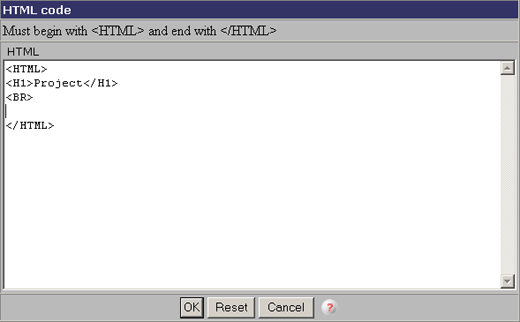 HTML code
Must begin with <HTML> and end with </HTML>
HTML
<HTML>
<H1>Project</H1>
<BR>
</HTML>
OK Reset Cancel ?